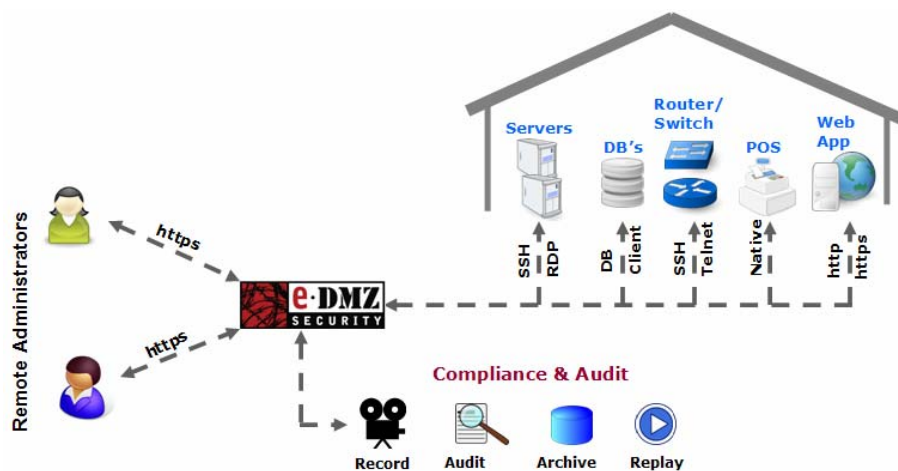 Servers
DB's
Router/
Switch
POS
Web
App
SSH
RDP
DB
Client
SSH
Telnet
Native
http
https
Remote Administrators
https
https
e·DMZ
SECURITY
Compliance & Audit
Record
Audit
Archive
Replay